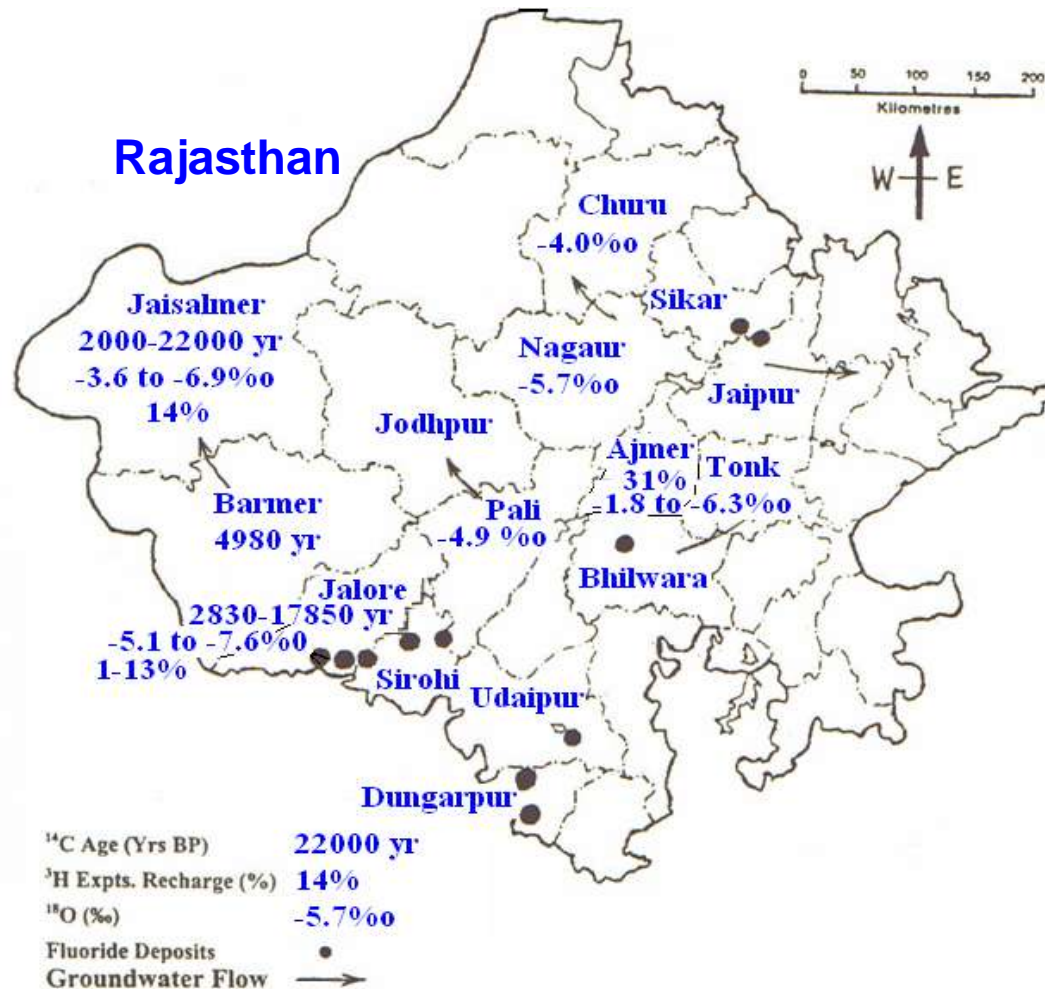 Rajasthan
0 50 100 150 200
Kilometres
W E
Churu
-4.0‰
Sikar
Jaisalmer
2000-22000 yr
-3.6 to -6.9‰
14%
Nagaur
-5.7‰
Jaipur
Jodhpur
Ajmer
31%
Tonk
-1.8 to -6.3‰
Barmer
4980 yr
Pali
-4.9 ‰
Bhilwara
Jalore
2830-17850 yr
-5.1 to -7.6%0
1-13%
Sirohi
Udaipur
Dungarpur
¹⁴C Age (Yrs BP) 22000 yr
³H Expts. Recharge (%) 14%
¹⁸O (‰) -5.7‰
Fluoride Deposits
Groundwater Flow